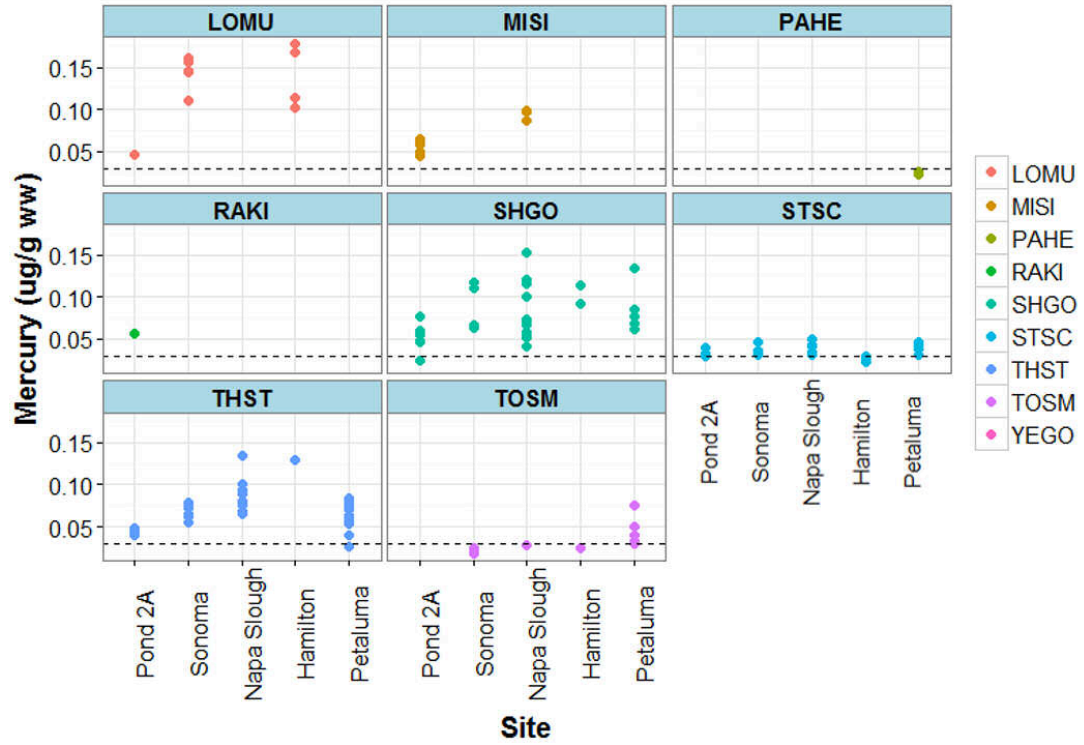 LOMU MISI PAHE
0.15
0.10
0.05
RAKI SHGO STSC
0.15
0.10
0.05
THST TOSM
0.15
0.10
0.05
Mercury (ug/g ww)
Pond 2A Sonoma Napa Slough Hamilton Petaluma
Pond 2A Sonoma Napa Slough Hamilton Petaluma
Pond 2A Sonoma Napa Slough Hamilton Petaluma
Site
LOMU
MISI
PAHE
RAKI
SHGO
STSC
THST
TOSM
YEGO